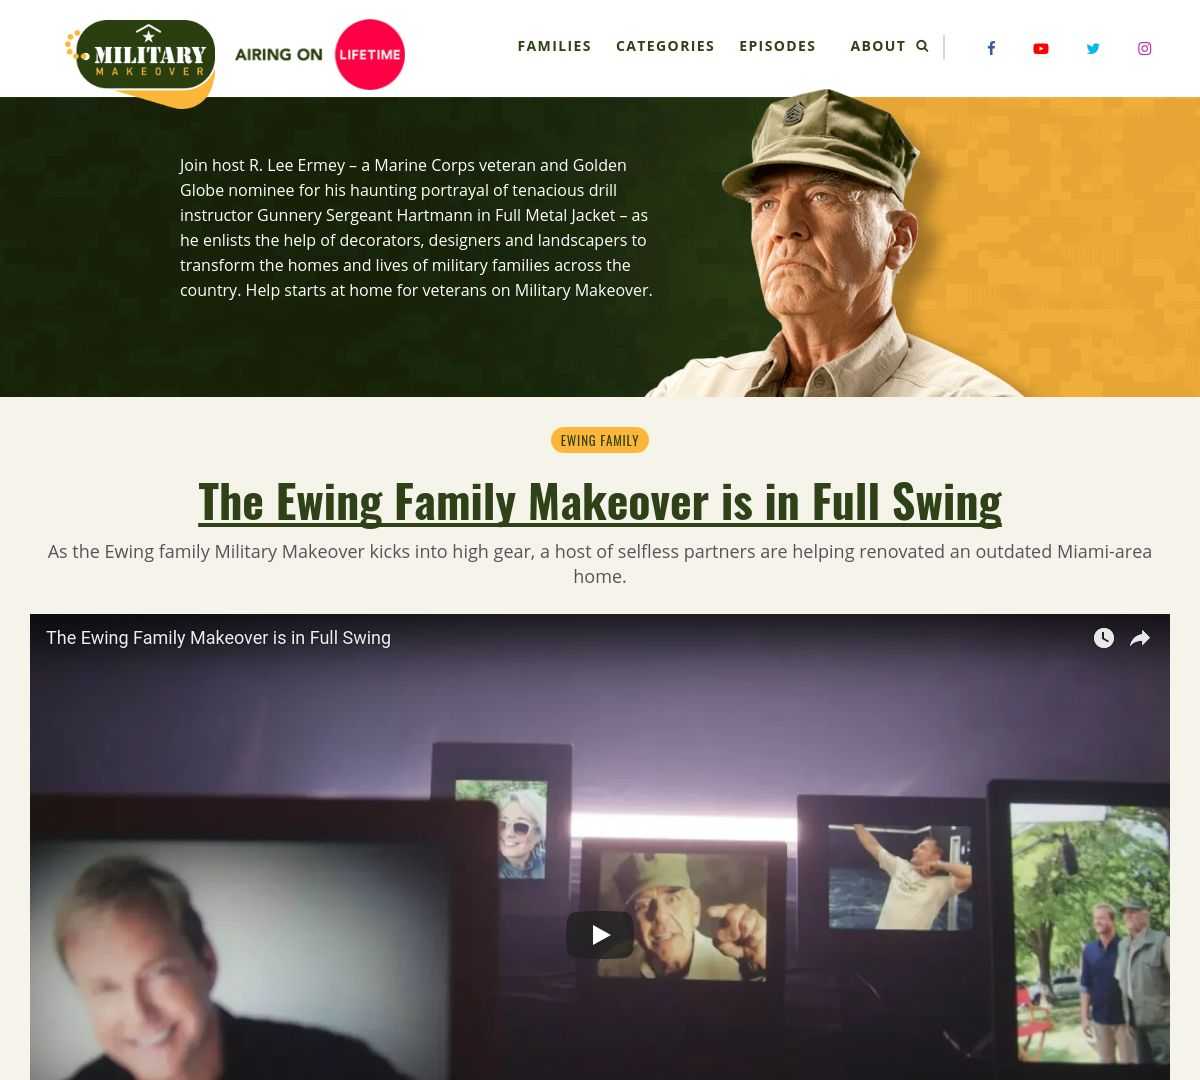 MILITARY
MAKEOVER
AIRING ON
LIFETIME
FAMILIES CATEGORIES EPISODES ABOUT
Join host R. Lee Ermey – a Marine Corps veteran and Golden
Globe nominee for his haunting portrayal of tenacious drill
instructor Gunnery Sergeant Hartmann in Full Metal Jacket – as
he enlists the help of decorators, designers and landscapers to
transform the homes and lives of military families across the
country. Help starts at home for veterans on Military Makeover.
EWING FAMILY
The Ewing Family Makeover is in Full Swing
As the Ewing family Military Makeover kicks into high gear, a host of selfless partners are helping renovated an outdated Miami-area
home.
The Ewing Family Makeover is in Full Swing